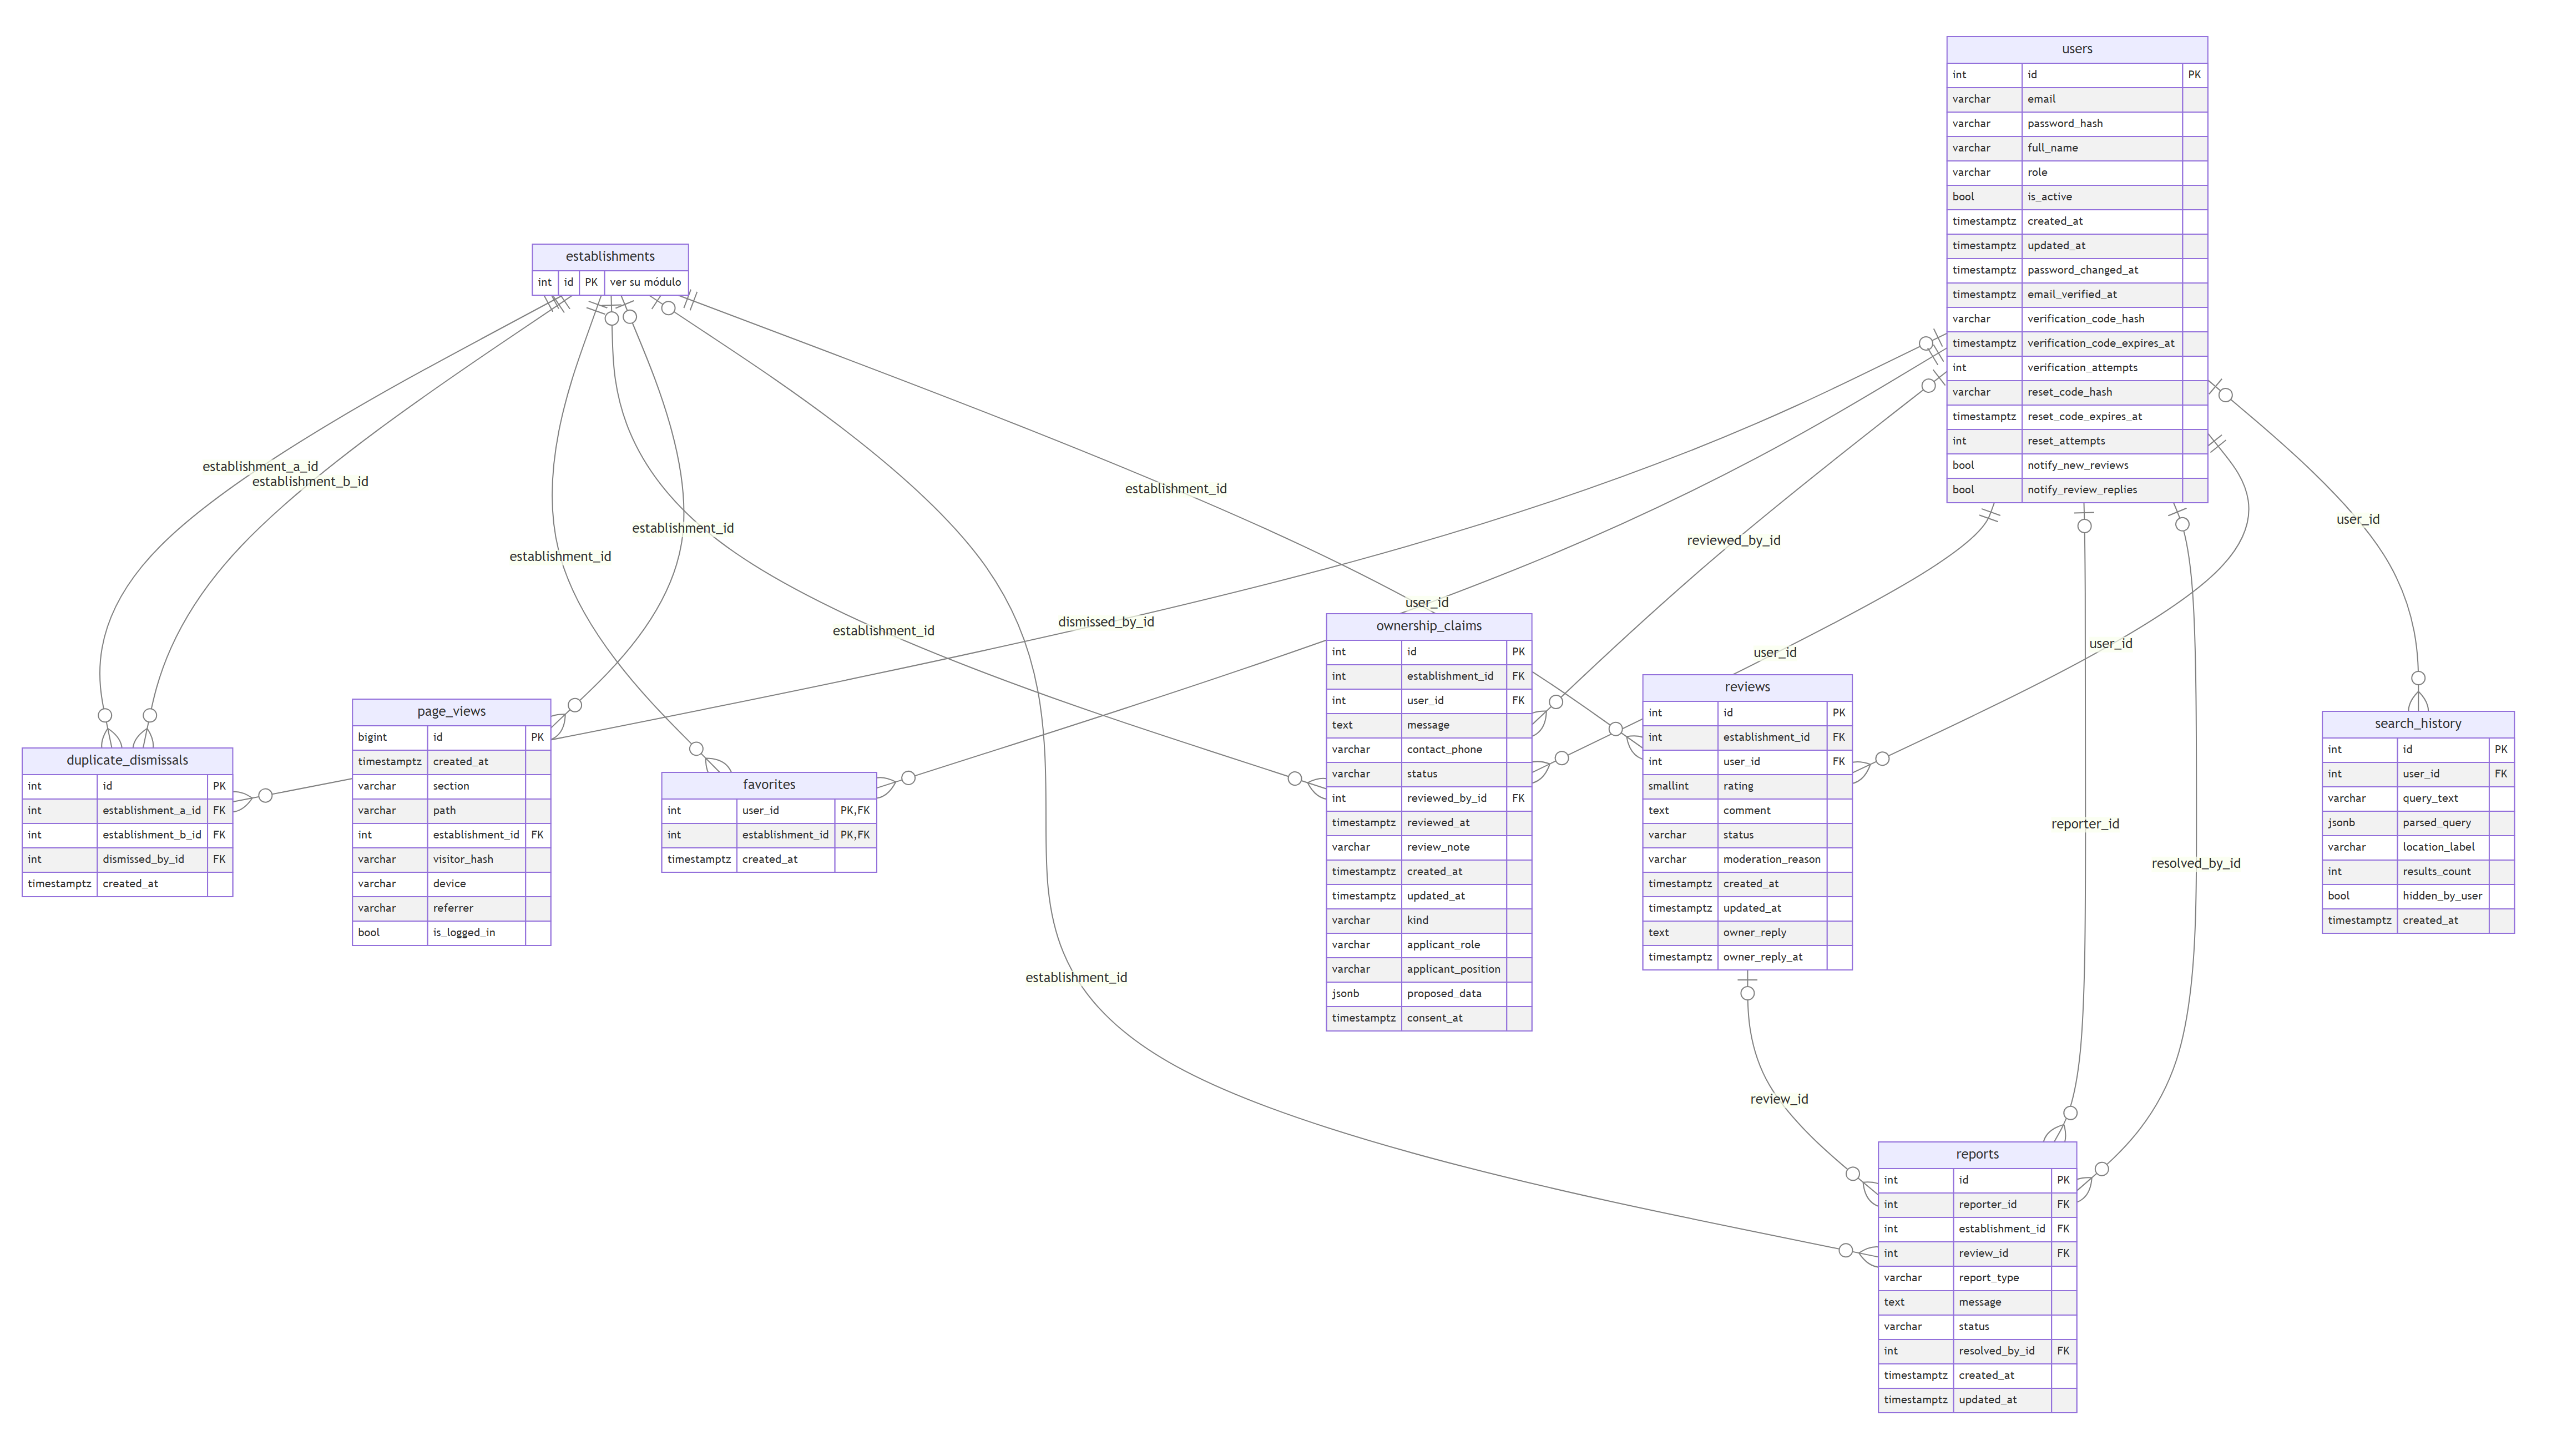 users
int id PK
varchar email
varchar password_hash
varchar full_name
varchar role
bool is_active
timestamptz created_at
timestamptz updated_at
timestamptz password_changed_at
timestamptz email_verified_at
varchar verification_code_hash
timestamptz verification_code_expires_at
int verification_attempts
varchar reset_code_hash
timestamptz reset_code_expires_at
int reset_attempts
bool notify_new_reviews
bool notify_review_replies
establishments
int id PK ver su módulo
establishment_a_id
establishment_b_id
establishment_id
establishment_id
establishment_id
establishment_id
establishment_id
dismissed_by_id
user_id
reviewed_by_id
user_id
user_id
user_id
reporter_id
resolved_by_id
review_id
duplicate_dismissals
int id PK
int establishment_a_id FK
int establishment_b_id FK
int dismissed_by_id FK
timestamptz created_at
page_views
bigint id PK
timestamptz created_at
varchar section
varchar path
int establishment_id FK
varchar visitor_hash
varchar device
varchar referrer
bool is_logged_in
favorites
int user_id PK,FK
int establishment_id PK,FK
timestamptz created_at
ownership_claims
int id PK
int establishment_id FK
int user_id FK
text message
varchar contact_phone
varchar status
int reviewed_by_id FK
timestamptz reviewed_at
varchar review_note
timestamptz created_at
timestamptz updated_at
varchar kind
varchar applicant_role
varchar applicant_position
jsonb proposed_data
timestamptz consent_at
reviews
int id PK
int establishment_id FK
int user_id FK
smallint rating
text comment
varchar status
varchar moderation_reason
timestamptz created_at
timestamptz updated_at
text owner_reply
timestamptz owner_reply_at
search_history
int id PK
int user_id FK
varchar query_text
jsonb parsed_query
varchar location_label
int results_count
bool hidden_by_user
timestamptz created_at
reports
int id PK
int reporter_id FK
int establishment_id FK
int review_id FK
varchar report_type
text message
varchar status
int resolved_by_id FK
timestamptz created_at
timestamptz updated_at